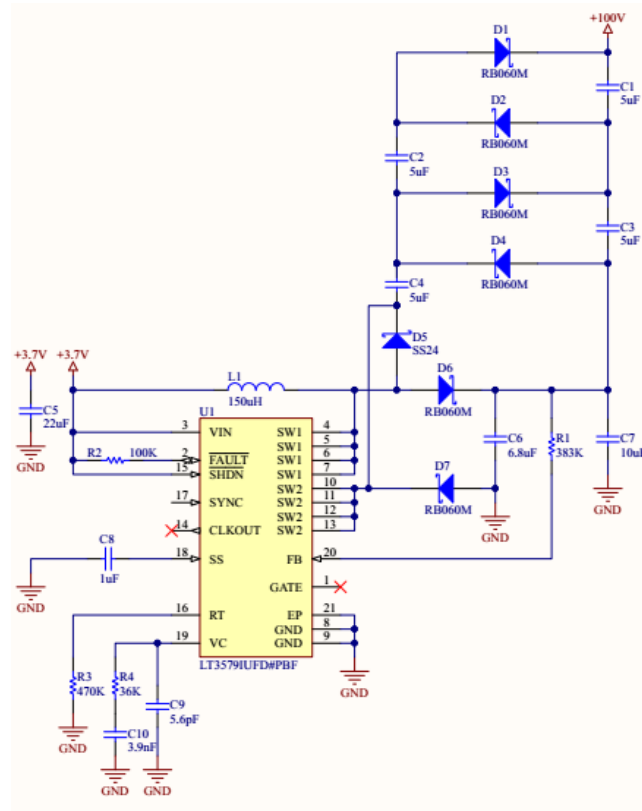 +100V
D1
RB060M
C1
5uF
D2
RB060M
C2
5uF
D3
RB060M
C3
5uF
D4
RB060M
C4
5uF
D5
SS24
+3.7V
+3.7V
L1
150uH
D6
RB060M
C5
22uF
GND
U1
R2
100K
3
VIN
2
FAULT
15
SHDN
17
SYNC
14
CLKOUT
18
SS
16
RT
19
VC
SW1
4
SW1
5
SW1
6
SW1
7
SW2
10
SW2
11
SW2
12
SW2
13
FB
20
GATE
1
EP
21
GND
8
GND
9
LT3579IUFD#PBF
C6
6.8uF
GND
R1
383K
C7
10u
GND
D7
RB060M
C8
1uF
GND
GND
R3
470K
GND
R4
36K
C9
5.6pF
C10
3.9nF
GND
GND